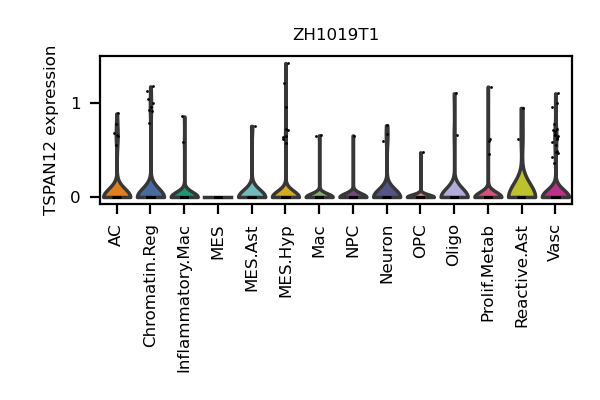 ZH1019T1
TSPAN12 expression
1
0
AC
Chromatin.Reg
Inflammatory.Mac
MES
MES.Ast
MES.Hyp
Mac
NPC
Neuron
OPC
Oligo
Prolif.Metab
Reactive.Ast
Vasc